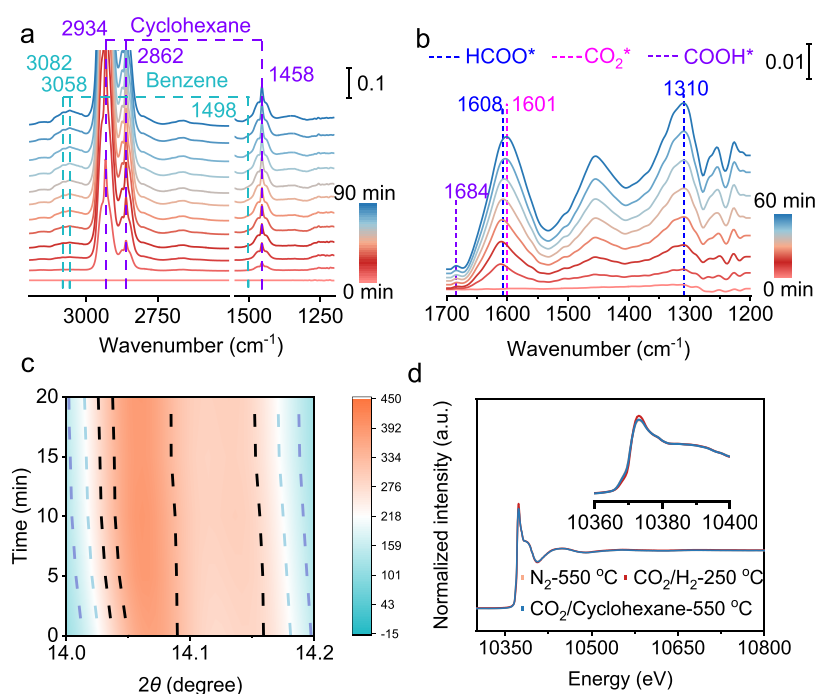 a
2934
Cyclohexane
2862
3082
3058
Benzene
1458
1498
0.1
90 min
0 min
3000
2750
1500
1250
Wavenumber (cm⁻¹)
b
HCOO*
CO₂*
COOH*
0.01
1608
1601
1310
1684
60 min
0 min
1700
1600
1500
1400
1300
1200
Wavenumber (cm⁻¹)
c
20
15
10
5
0
Time (min)
14.0
14.1
14.2
2θ (degree)
450
392
334
276
218
159
101
43
-15
d
Normalized intensity (a.u.)
10360
10380
10400
N₂-550 °C
CO₂/H₂-250 °C
CO₂/Cyclohexane-550 °C
10350
10500
10650
10800
Energy (eV)